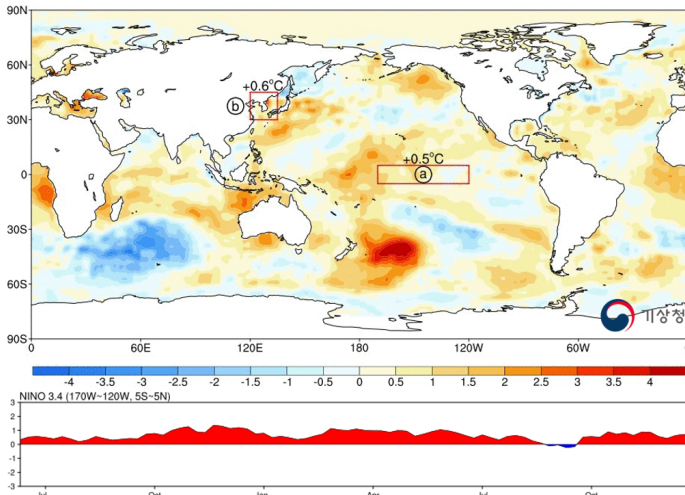 90N
60N
30N
0
30S
60S
90S
+0.6°C
ⓑ
+0.5°C
ⓐ
기상청
0 60E 120E 180 120W 60W 0
-4 -3.5 -3 -2.5 -2 -1.5 -1 -0.5 0 0.5 1 1.5 2 2.5 3 3.5 4
NINO 3.4 (170W~120W, 5S~5N)
3
2
1
0
-1
-2
-3
Jul Oct Jan Apr Jul Oct